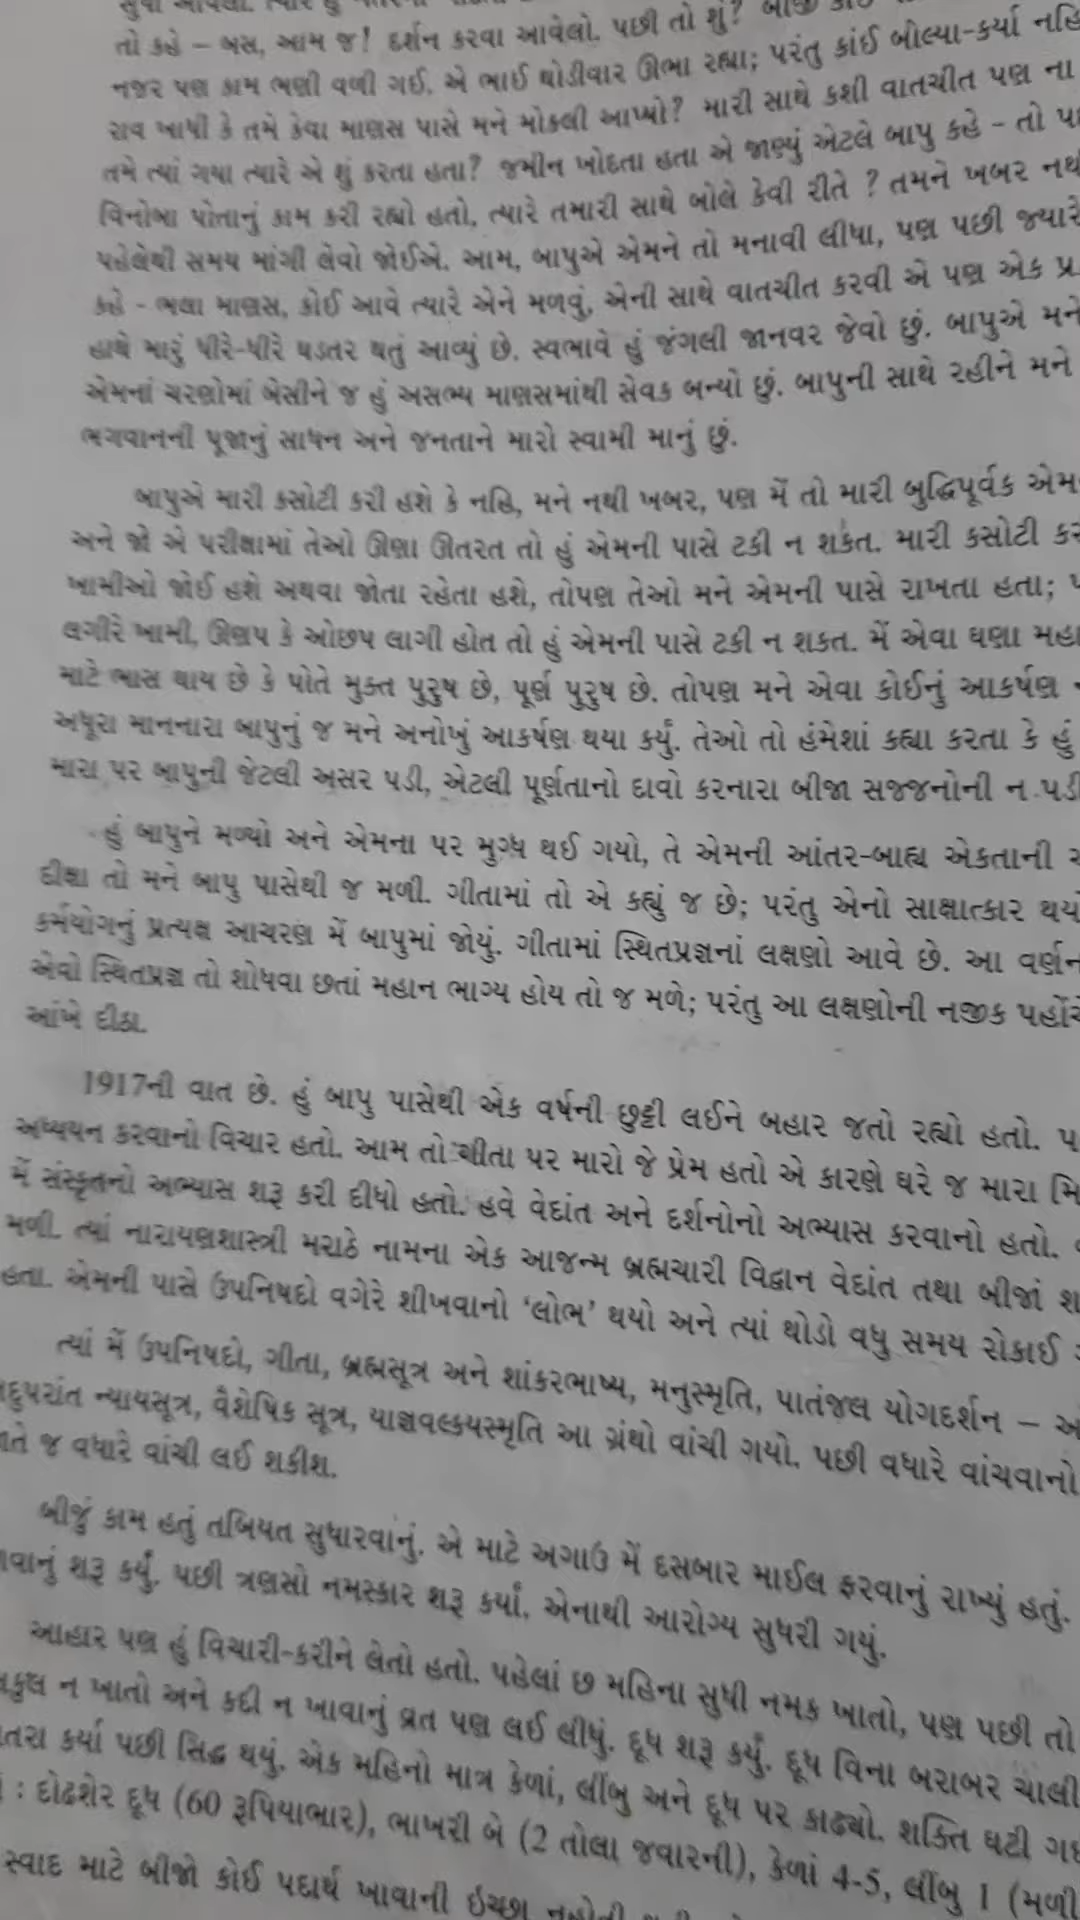 તો કહે – બસ, આમ જ! દર્શન કરવા આવેલો. પછી તો શું?
નજર પણ કામ ભણી વળી ગઈ. એ ભાઈ થોડીવાર ઊભા રહ્યા; પરંતુ કાંઈ બોલ્યા-કર્યા નહિ
રાવ ખાધી કે તમે કેવા માણસ પાસે મને મોકલી આપ્યો? મારી સાથે કશી વાતચીત પણ ના
તમે ત્યાં ગયા ત્યારે એ શું કરતા હતા? જમીન ખોદતા હતા એ જાણ્યું એટલે બાપુ કહે - તો
વિનોબા પોતાનું કામ કરી રહ્યો હતો, ત્યારે તમારી સાથે બોલે કેવી રીતે ? તમને ખબર
પહેલેથી સમય માંગી લેવો જોઈએ. આમ, બાપુએ એમને તો મનાવી લીધા, પણ પછી જ્યારે
કહે - ભલા માણસ, કોઈ આવે ત્યારે એને મળવું, એની સાથે વાતચીત કરવી એ પણ એક
હાથે મારું ધીરે-ધીરે ઘડતર થતું આવ્યું છે. સ્વભાવે હું જંગલી જાનવર જેવો છું. બાપુએ મને
એમનાં ચરણોમાં બેસીને જ હું અસભ્ય માણસમાંથી સેવક બન્યો છું. બાપુની સાથે રહીને મને
ભગવાનની પૂજાનું સાધન અને જનતાને મારો સ્વામી માનું છું.
બાપુએ મારી કસોટી કરી હશે કે નહિ, મને નથી ખબર, પણ મેં તો મારી બુદ્ધિપૂર્વક
અને જો એ પરીક્ષામાં તેઓ ઊણા ઊતરત તો હું એમની પાસે ટકી ન શકત. મારી કસોટી
ખામીઓ જોઈ હશે અથવા જોતા રહેતા હશે, તોપણ તેઓ મને એમની પાસે રાખતા હતા;
લગીરે ખામી, ઊણપ કે ઓછપ લાગી હોત તો હું એમની પાસે ટકી ન શકત. મેં એવા ઘણા
માટે ભાસ થાય છે કે પોતે મુક્ત પુરુષ છે, પૂર્ણ પુરુષ છે. તોપણ મને એવા કોઈનું આકર્ષણ
અધૂરા માનનારા બાપુનું જ મને અનોખું આકર્ષણ થયા કર્યું. તેઓ તો હંમેશાં કહ્યા કરતા કે હું
મારા પર બાપુની જેટલી અસર પડી, એટલી પૂર્ણતાનો દાવો કરનારા બીજા સજ્જનોની ન પડી
હું બાપુને મળ્યો અને એમના પર મુગ્ધ થઈ ગયો, તે એમની આંતર-બાહ્ય એકતાની
દીક્ષા તો મને બાપુ પાસેથી જ મળી. ગીતામાં તો એ કહ્યું જ છે; પરંતુ એનો સાક્ષાત્કાર
કર્મયોગનું પ્રત્યક્ષ આચરણ મેં બાપુમાં જોયું. ગીતામાં સ્થિતપ્રજ્ઞનાં લક્ષણો આવે છે. આ
એવો સ્થિતપ્રજ્ઞ તો શોધવા છતાં મહાન ભાગ્ય હોય તો જ મળે; પરંતુ આ લક્ષણોની નજીક
આંખે દીઠા.
1917ની વાત છે. હું બાપુ પાસેથી એક વર્ષની છુટ્ટી લઈને બહાર જતો રહ્યો હતો.
અધ્યયન કરવાનો વિચાર હતો. આમ તો ગીતા પર મારો જે પ્રેમ હતો એ કારણે ઘરે જ મારા
મેં સંસ્કૃતનો અભ્યાસ શરૂ કરી દીધો હતો. હવે વેદાંત અને દર્શનોનો અભ્યાસ કરવાનો હતો.
મળી. ત્યાં નારાયણશાસ્ત્રી મરાઠે નામના એક આજન્મ બ્રહ્મચારી વિદ્વાન વેદાંત તથા બીજાં
હતા. એમની પાસે ઉપનિષદો વગેરે શીખવાનો ‘લોભ’ થયો અને ત્યાં થોડો વધુ સમય રોકાઈ
ત્યાં મેં ઉપનિષદો, ગીતા, બ્રહ્મસૂત્ર અને શાંકરભાષ્ય, મનુસ્મૃતિ, પાતંજલ યોગદર્શન –
ન્યાયસૂત્ર, વૈશેષિક સૂત્ર, યાજ્ઞવલ્કયસ્મૃતિ આ ગ્રંથો વાંચી ગયો. પછી વધારે વાંચવાનો
જ વધારે વાંચી લઈ શકીશ.
બીજું કામ હતું તબિયત સુધારવાનું. એ માટે અગાઉ મેં દસબાર માઈલ ફરવાનું રાખ્યું હતું.
શરૂ કર્યું. પછી ત્રણસો નમસ્કાર શરૂ કર્યાં. એનાથી આરોગ્ય સુધરી ગયું.
આહાર પણ હું વિચારી-કરીને લેતો હતો. પહેલાં છ મહિના સુધી નમક ખાતો, પણ પછી તો
ન ખાતો અને કદી ન ખાવાનું વ્રત પણ લઈ લીધું. દૂધ શરૂ કર્યું. દૂધ વિના બરાબર ચાલી
કર્યા પછી સિદ્ધ થયું. એક મહિનો માત્ર કેળાં, લીંબુ અને દૂધ પર કાઢ્યો. શક્તિ ઘટી
: દોઢશેર દૂધ (60 રૂપિયાભાર), ભાખરી બે (2 તોલા જવારની), કેળાં 4-5, લીંબુ 1 (મળી
સ્વાદ માટે બીજો કોઈ પદાર્થ ખાવાની ઇચ્છા